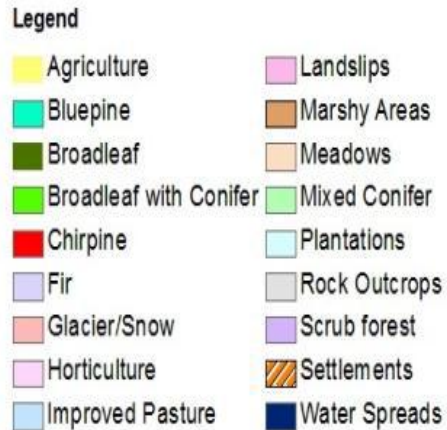 Legend
Agriculture
Bluepine
Broadleaf
Broadleaf with Conifer
Chirpine
Fir
Glacier/Snow
Horticulture
Improved Pasture
Landslips
Marshy Areas
Meadows
Mixed Conifer
Plantations
Rock Outcrops
Scrub forest
Settlements
Water Spreads